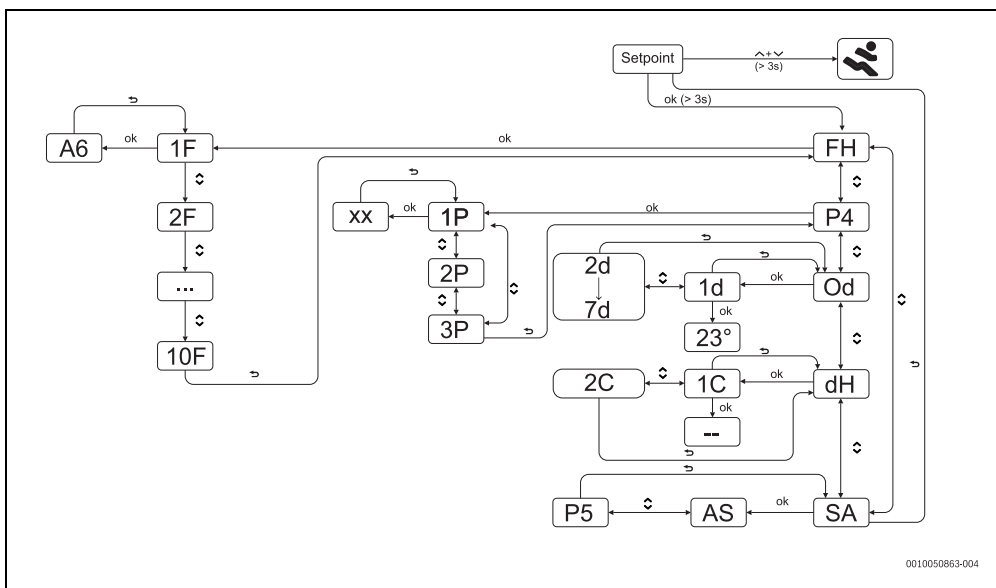 Setpoint
+
(> 3s)
ok (> 3s)
A6
ok
1F
ok
FH
2F
xx
ok
1P
ok
P4
...
2d
7d
1d
ok
Od
2P
ok
23°
3P
10F
2C
1C
ok
dH
ok
--
P5
AS
ok
SA
0010050863-004